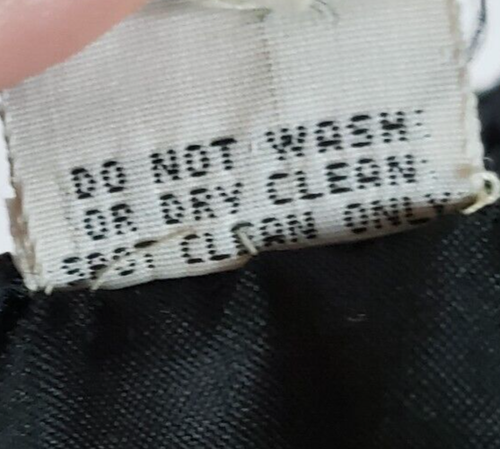 DO NOT WASH
OR DRY CLEAN
SPOT CLEAN ONLY